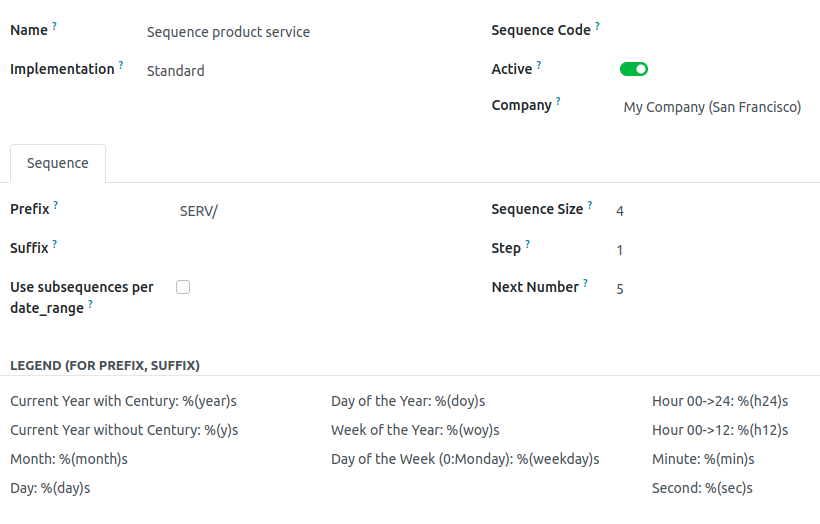 Name ? Sequence product service Sequence Code ?
Implementation ? Standard Active ?
Company ? My Company (San Francisco)
Sequence
Prefix ? SERV/ Sequence Size ? 4
Suffix ? Step ? 1
Use subsequences per Next Number ? 5
date_range ?
LEGEND (FOR PREFIX, SUFFIX)
Current Year with Century: %(year)s Day of the Year: %(doy)s Hour 00->24: %(h24)s
Current Year without Century: %(y)s Week of the Year: %(woy)s Hour 00->12: %(h12)s
Month: %(month)s Day of the Week (0:Monday): %(weekday)s Minute: %(min)s
Day: %(day)s Second: %(sec)s